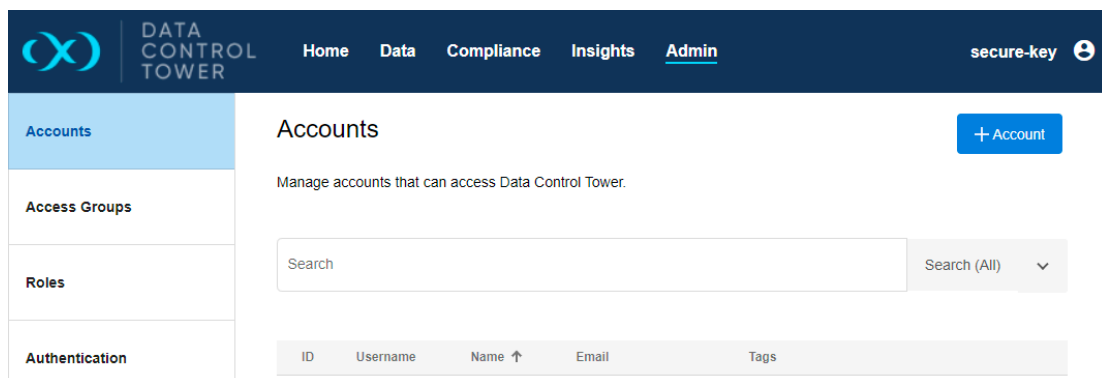 DATA
CONTROL
TOWER
Home Data Compliance Insights Admin secure-key
Accounts
Access Groups
Roles
Authentication
Accounts
+ Account
Manage accounts that can access Data Control Tower.
Search Search (All)
ID Username Name ↑ Email Tags